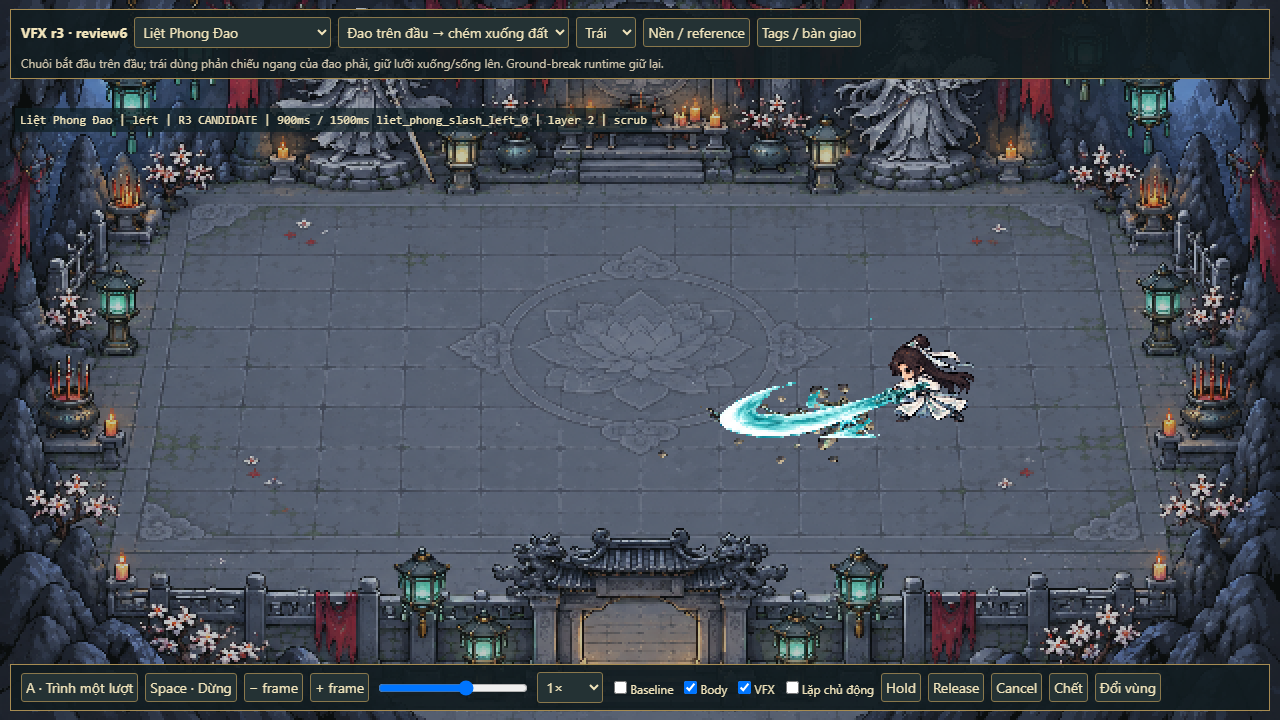 VFX r3 · review6 Liệt Phong Đao Đao trên đầu → chém xuống đất Trái Nền / reference Tags / bàn giao
Chuôi bắt đầu trên đầu; trái dùng phản chiếu ngang của đao phải, giữ lưỡi xuống/sống lên. Ground-break runtime giữ lại.
Liệt Phong Đao | left | R3 CANDIDATE | 900ms / 1500ms liet_phong_slash_left_0 | layer 2 | scrub
A · Trình một lượt Space · Dừng − frame + frame 1× Baseline Body VFX Lặp chủ động Hold Release Cancel Chết Đổi vùng